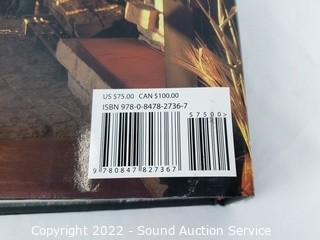 US $75.00 CAN $100.00
ISBN 978-0-8478-2736-7
57500>
9 780847 827367
Copyright 2022 - Sound Auction Service